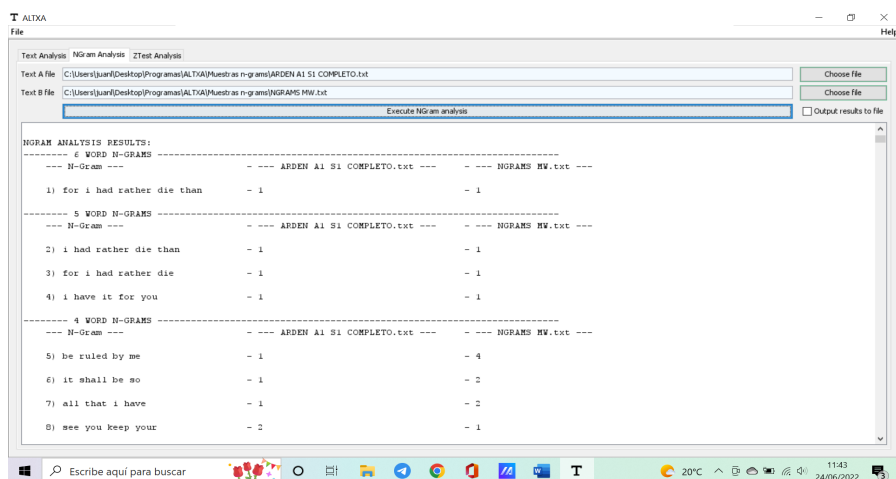 T ALTXA
File Help
Text Analysis NGram Analysis ZTest Analysis
Text A file C:\Users\juanl\Desktop\Programas\ALTXA\Muestras n-grams\ARDEN A1 S1 COMPLETO.txt Choose file
Text B file C:\Users\juanl\Desktop\Programas\ALTXA\Muestras n-grams\NGRAMS MW.txt Choose file
Execute NGram analysis Output results to file
NGRAM ANALYSIS RESULTS:
-------- 6 WORD N-GRAMS --------------------------------------------------------------------------
--- N-Gram --- - --- ARDEN A1 S1 COMPLETO.txt --- - --- NGRAMS MW.txt ---
1) for i had rather die than - 1 - 1
-------- 5 WORD N-GRAMS --------------------------------------------------------------------------
--- N-Gram --- - --- ARDEN A1 S1 COMPLETO.txt --- - --- NGRAMS MW.txt ---
2) i had rather die than - 1 - 1
3) for i had rather die - 1 - 1
4) i have it for you - 1 - 1
-------- 4 WORD N-GRAMS --------------------------------------------------------------------------
--- N-Gram --- - --- ARDEN A1 S1 COMPLETO.txt --- - --- NGRAMS MW.txt ---
5) be ruled by me - 1 - 4
6) it shall be so - 1 - 2
7) all that i have - 1 - 2
8) see you keep your - 2 - 1
Escribe aquí para buscar T 20°C 11:43
24/06/2022 3